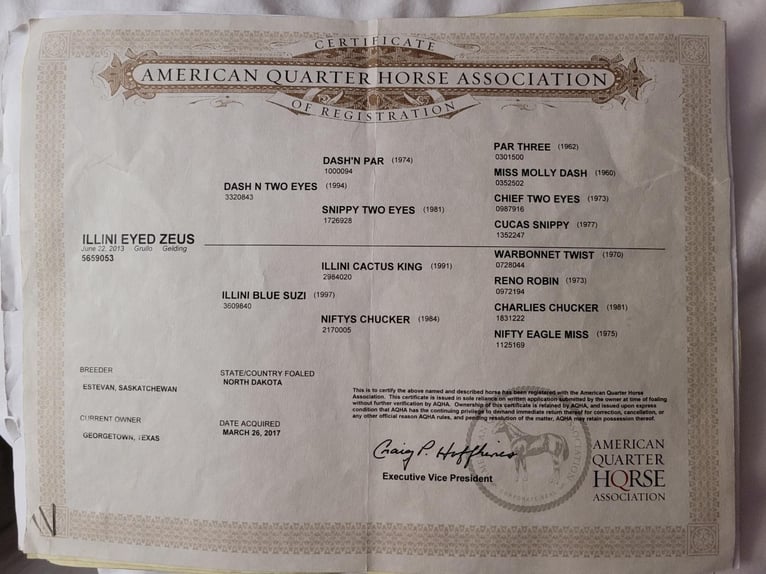 CERTIFICATE
AMERICAN QUARTER HORSE ASSOCIATION
OF REGISTRATION
PAR THREE (1962)
0301500
DASH'N PAR (1974)
1000094
MISS MOLLY DASH (1960)
0352502
DASH N TWO EYES (1994)
3320843
CHIEF TWO EYES (1973)
0987916
SNIPPY TWO EYES (1981)
1726928
CUCAS SNIPPY (1977)
1352247
ILLINI EYED ZEUS
June 22, 2013 Grullo Gelding
5659053
WARBONNET TWIST (1970)
0728044
ILLINI CACTUS KING (1991)
2984020
RENO ROBIN (1973)
0972194
ILLINI BLUE SUZI (1997)
3609840
CHARLIES CHUCKER (1981)
1831222
NIFTYS CHUCKER (1984)
2170005
NIFTY EAGLE MISS (1975)
1125169
BREEDER
ESTEVAN, SASKATCHEWAN
STATE/COUNTRY FOALED
NORTH DAKOTA
CURRENT OWNER
GEORGETOWN, TEXAS
DATE ACQUIRED
MARCH 26, 2017
This is to certify the above named and described horse has been registered with the American Quarter Horse
Association. This certificate is issued in sole reliance on written application submitted by the owner at time of foaling
without further verification by AQHA. Ownership of this certificate is retained by AQHA, and issued upon express
condition that AQHA has the continuing privilege to demand immediate return thereof for correction, cancellation, or
any other official reason AQHA rules, and pending resolution of the matter, AQHA may retain possession thereof.
Craig P. Huffhines
Executive Vice President
AMERICAN
QUARTER
HORSE
ASSOCIATION